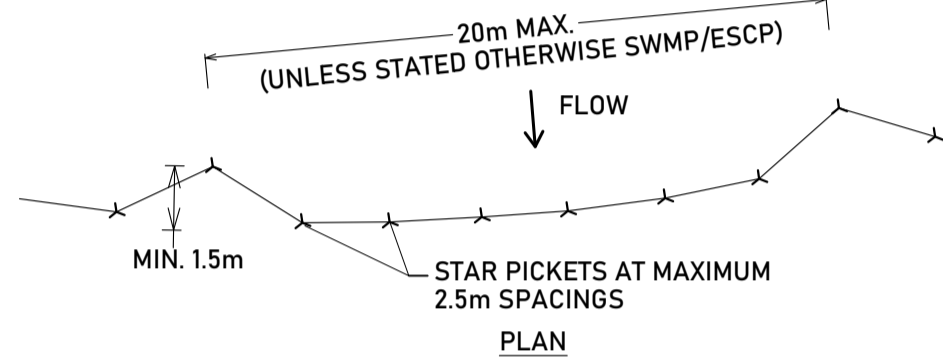 20m MAX.
(UNLESS STATED OTHERWISE SWMP/ESCP)
FLOW
MIN. 1.5m
STAR PICKETS AT MAXIMUM
2.5m SPACINGS
PLAN